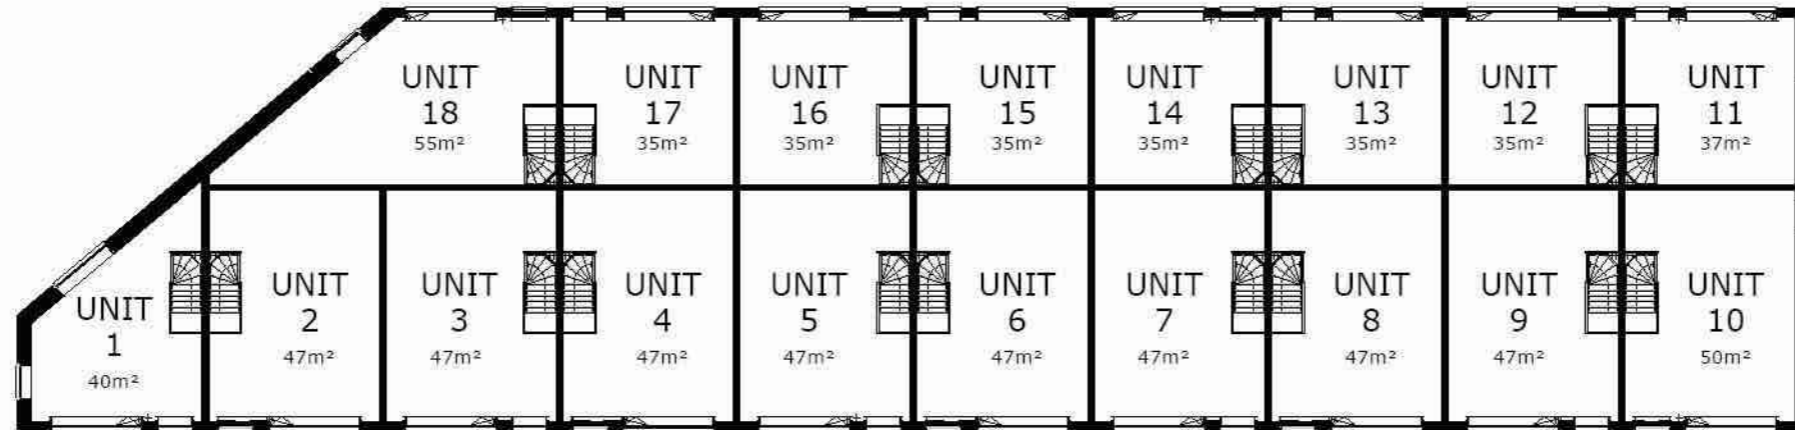 UNIT
18
55m²
UNIT
17
35m²
UNIT
16
35m²
UNIT
15
35m²
UNIT
14
35m²
UNIT
13
35m²
UNIT
12
35m²
UNIT
11
37m²
UNIT
1
40m²
UNIT
2
47m²
UNIT
3
47m²
UNIT
4
47m²
UNIT
5
47m²
UNIT
6
47m²
UNIT
7
47m²
UNIT
8
47m²
UNIT
9
47m²
UNIT
10
50m²